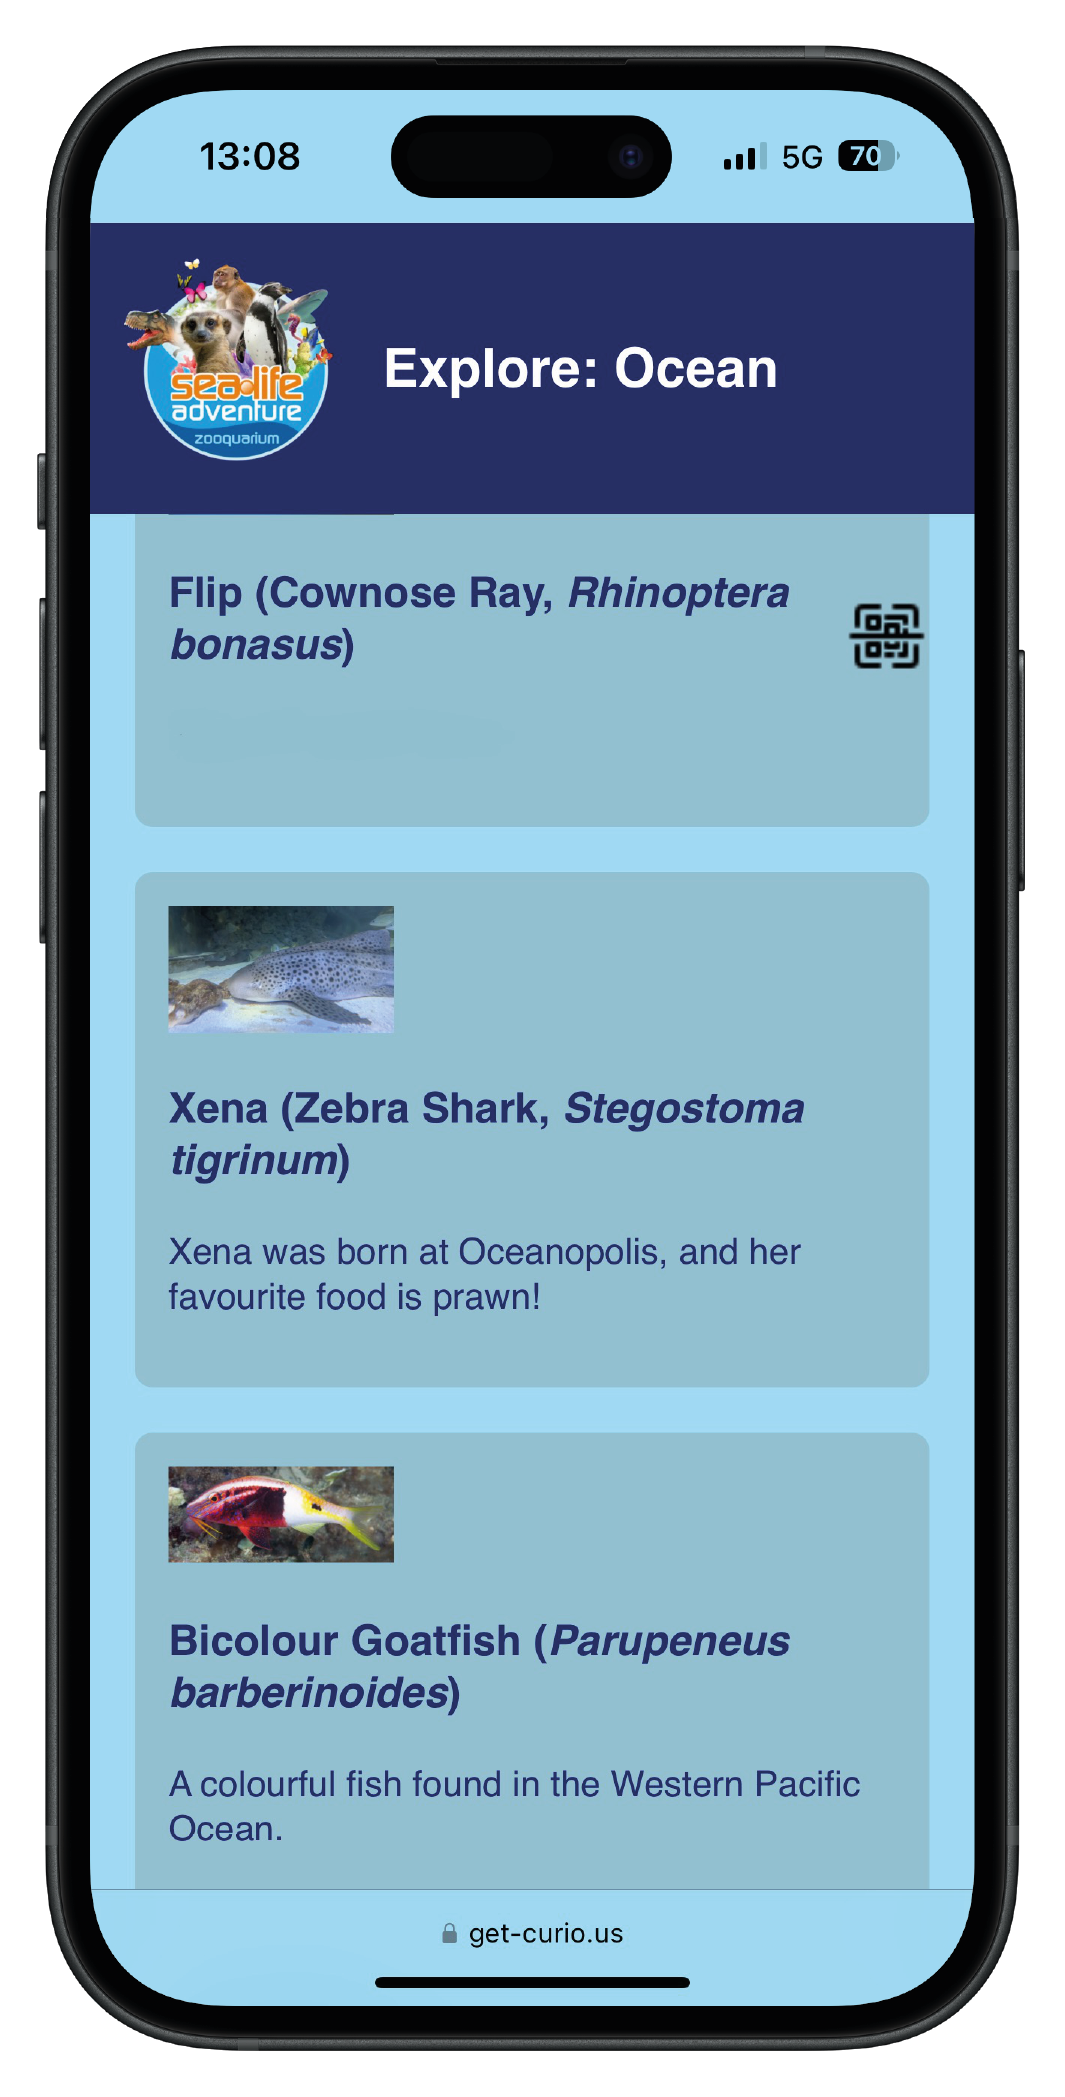 13:08
5G
70
sea life
adventure
zooquarium
Explore: Ocean
Flip (Cownose Ray, Rhinoptera
bonasus)
Xena (Zebra Shark, Stegostoma
tigrinum)
Xena was born at Oceanopolis, and her
favourite food is prawn!
Bicolour Goatfish (Parupeneus
barberinoides)
A colourful fish found in the Western Pacific
Ocean.
get-curio.us